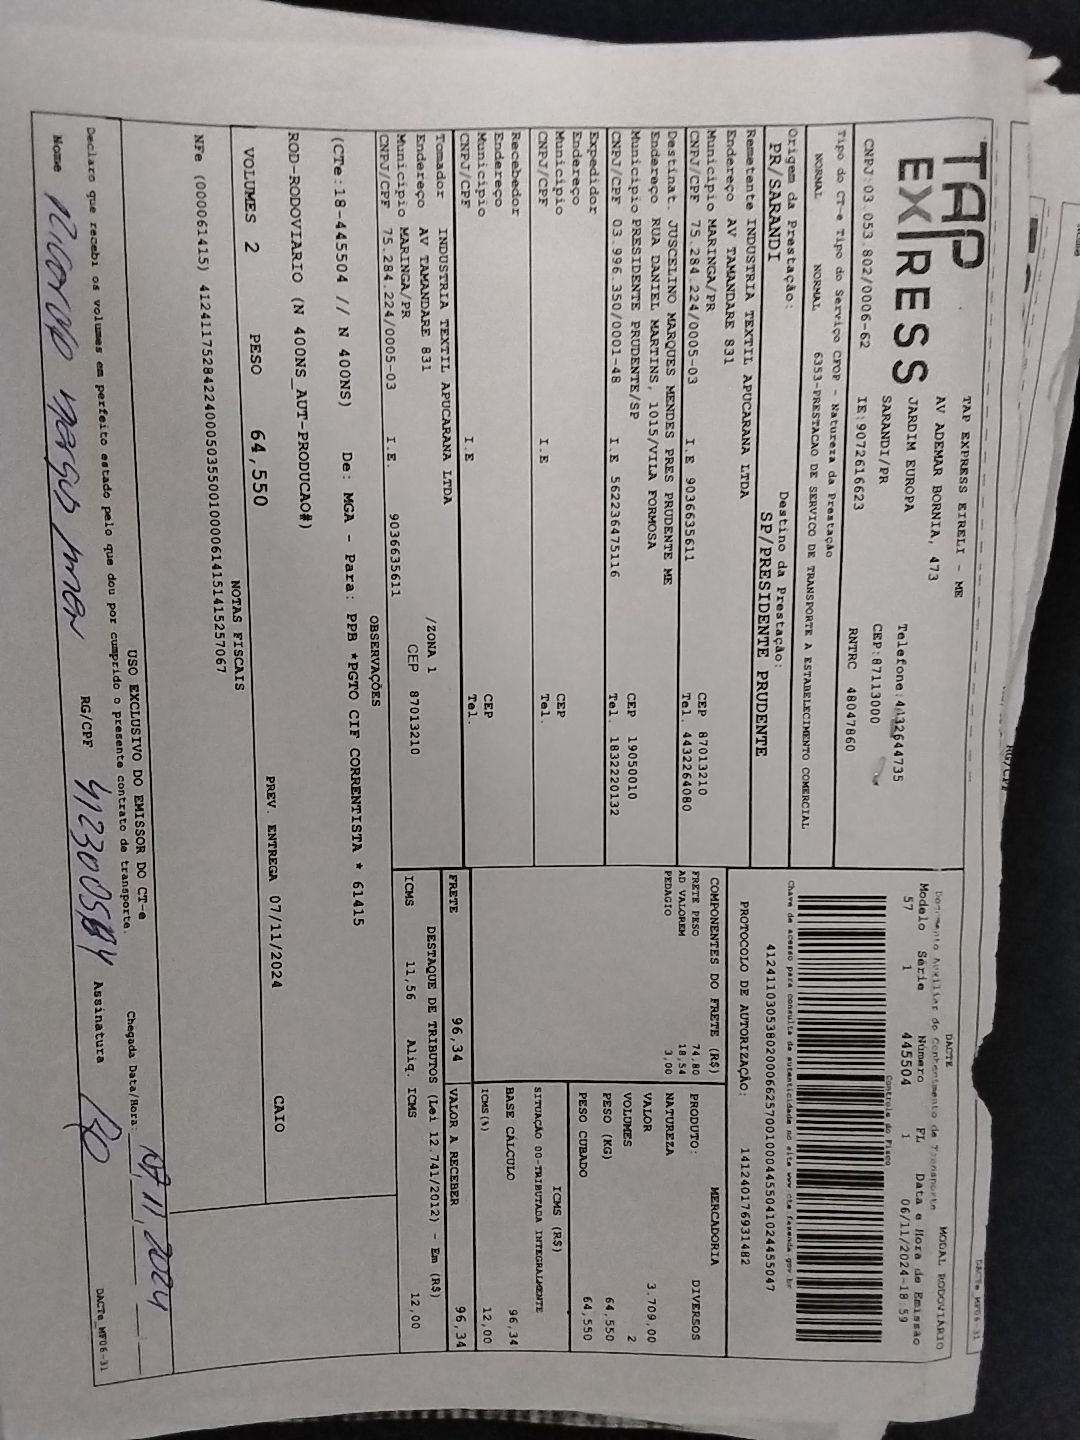 TAP
EXPRESS
TAP EXPRESS EIRELI - ME
AV ADEMAR BORNIA, 473
JARDIM EUROPA
SARANDI/PR
Telefone:4432644735
CEP:87113000
CNPJ:03.053.802/0006-62 IE:9072616623 RNTRC 48047860
Tipo do CT-e Tipo do Serviço CFOP - Natureza da Prestação
NORMAL NORMAL 6353-PRESTACAO DE SERVICO DE TRANSPORTE A ESTABELECIMENTO COMERCIAL
Origem da Prestação: Destino da Prestação:
PR/SARANDI SP/PRESIDENTE PRUDENTE
Remetente INDUSTRIA TEXTIL APUCARANA LTDA
Endereço AV TAMANDARE 831
Município MARINGA/PR CEP 87013210
CNPJ/CPF 75.284.224/0005-03 I.E 9036635611 Tel. 4432264080
Destinat. JUSCELINO MARQUES MENDES PRES PRUDENTE ME
Endereço RUA DANIEL MARTINS, 1015/VILA FORMOSA
Município PRESIDENTE PRUDENTE/SP CEP 19050010
CNPJ/CPF 03.996.350/0001-48 I.E 562236475116 Tel. 1832220132
Expedidor
Endereço
Município CEP
CNPJ/CPF I.E Tel.
Recebedor
Endereço
Município CEP
CNPJ/CPF I.E Tel.
Tomador INDUSTRIA TEXTIL APUCARANA LTDA
Endereço AV TAMANDARE 831 /ZONA 1
Município MARINGA/PR CEP 87013210
CNPJ/CPF 75.284.224/0005-03 I.E. 9036635611
DACTE MODAL RODOVIARIO
Documento Auxiliar do Conhecimento de Transporte
Modelo Série Número FL Data e Hora de Emissão
57 1 445504 1 06/11/2024-18:59
Controle do Fisco
Chave de acesso para consulta de autenticidade no site www.cte.fazenda.gov.br
41241103053802000662570010004455041024455047
PROTOCOLO DE AUTORIZAÇÃO: 141240176931482
COMPONENTES DO FRETE (R$)
FRETE PESO 74,80
AD VALOREM 18,54
PEDAGIO 3,00
MERCADORIA
PRODUTO: DIVERSOS
NATUREZA
VALOR 3.709,00
VOLUMES 2
PESO (KG) 64,550
PESO CUBADO 64,550
ICMS (R$)
SITUAÇÃO 00-TRIBUTADA INTEGRALMENTE
BASE CÁLCULO 96,34
ICMS(%) 12,00
FRETE 96,34 VALOR A RECEBER 96,34
DESTAQUE DE TRIBUTOS (Lei 12.741/2012) - Em (R$)
ICMS 11,56 Aliq. ICMS 12,00
OBSERVAÇÕES
(CTe:18-445504 // N 400NS) De: MGA - Para: PPB *PGTO CIF CORRENTISTA * 61415
ROD-RODOVIARIO (N 400NS_AUT-PRODUCAO#)
VOLUMES 2 PESO 64,550 PREV. ENTREGA 07/11/2024 CAIO
NOTAS FISCAIS
NFe (000061415) 41241175284224000503550010000614151415257067
USO EXCLUSIVO DO EMISSOR DO CT-e
Declaro que recebi os volumes em perfeito estado pelo que dou por cumprido o presente contrato de transporte.
Chegada Data/Hora: 07,11,2024
Nome RG/CPF Assinatura
DACTe_MF06-31
DACTe_MF06-31
RG/CPF